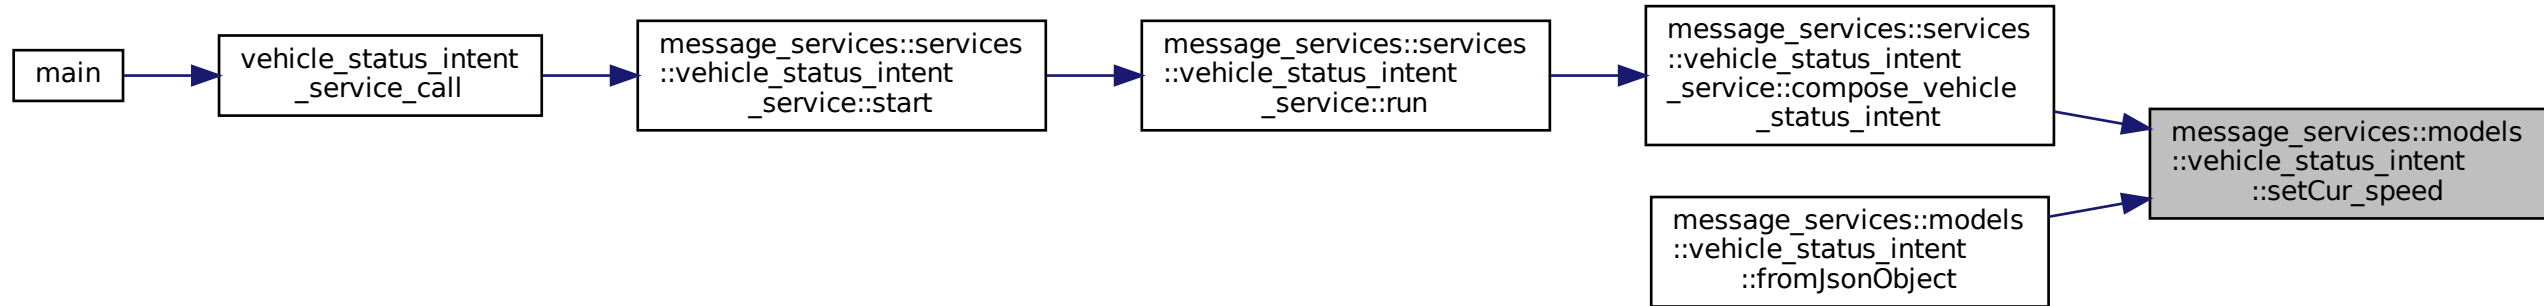 main
vehicle_status_intent
_service_call
message_services::services
::vehicle_status_intent
_service::start
message_services::services
::vehicle_status_intent
_service::run
message_services::services
::vehicle_status_intent
_service::compose_vehicle
_status_intent
message_services::models
::vehicle_status_intent
::fromJsonObject
message_services::models
::vehicle_status_intent
::setCur_speed